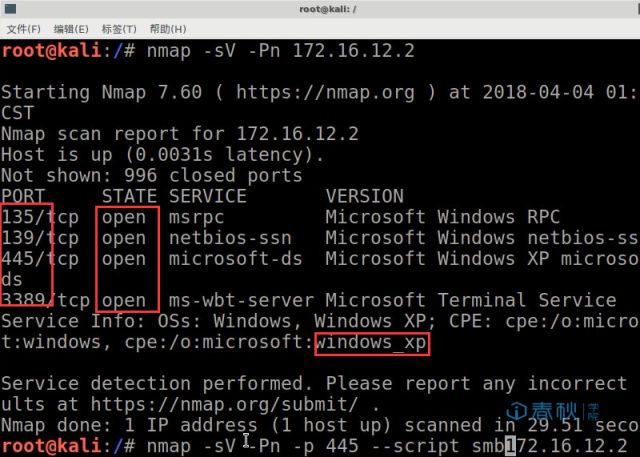 root@kali: /
文件(F) 编辑(E) 标签(T) 帮助(H)
root@kali:/# nmap -sV -Pn 172.16.12.2
Starting Nmap 7.60 ( https://nmap.org ) at 2018-04-04 01:
CST
Nmap scan report for 172.16.12.2
Host is up (0.0031s latency).
Not shown: 996 closed ports
PORT STATE SERVICE VERSION
135/tcp open msrpc Microsoft Windows RPC
139/tcp open netbios-ssn Microsoft Windows netbios-ss
445/tcp open microsoft-ds Microsoft Windows XP microso
ds
3389/tcp open ms-wbt-server Microsoft Terminal Service
Service Info: OSs: Windows, Windows XP; CPE: cpe:/o:micro
t:windows, cpe:/o:microsoft:windows_xp
Service detection performed. Please report any incorrect
ults at https://nmap.org/submit/ .
Nmap done: 1 IP address (1 host up) scanned in 29.51 seco
root@kali:/# nmap -sV -Pn -p 445 --script smb172.16.12.2
i春秋 学院